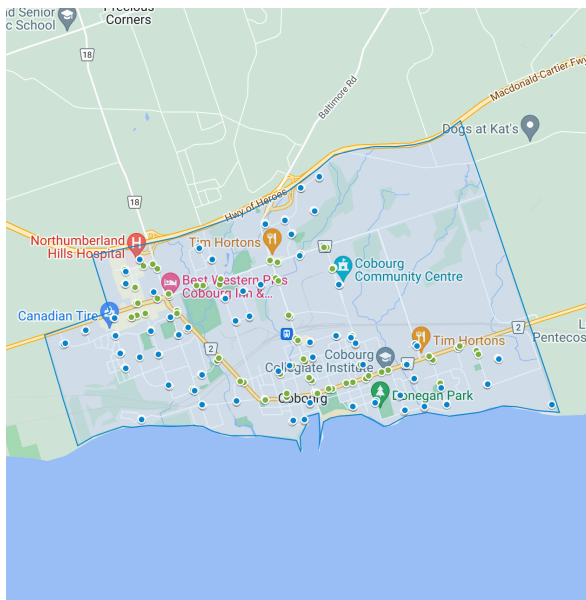 d Senior
c School
Precious
Corners
18
Baltimore Rd
Macdonald-Cartier Fwy
Dogs at Kat's
18
Hwy of Heroes
Northumberland
Hills Hospital
H
Tim Hortons
Cobourg
Community Centre
Best Western P
s
Cobourg Inn &...
Canadian Tire
2
L
Pentecos
Tim Hortons
2
Cobourg
Collegiate Institute
Donegan Park
Cobourg